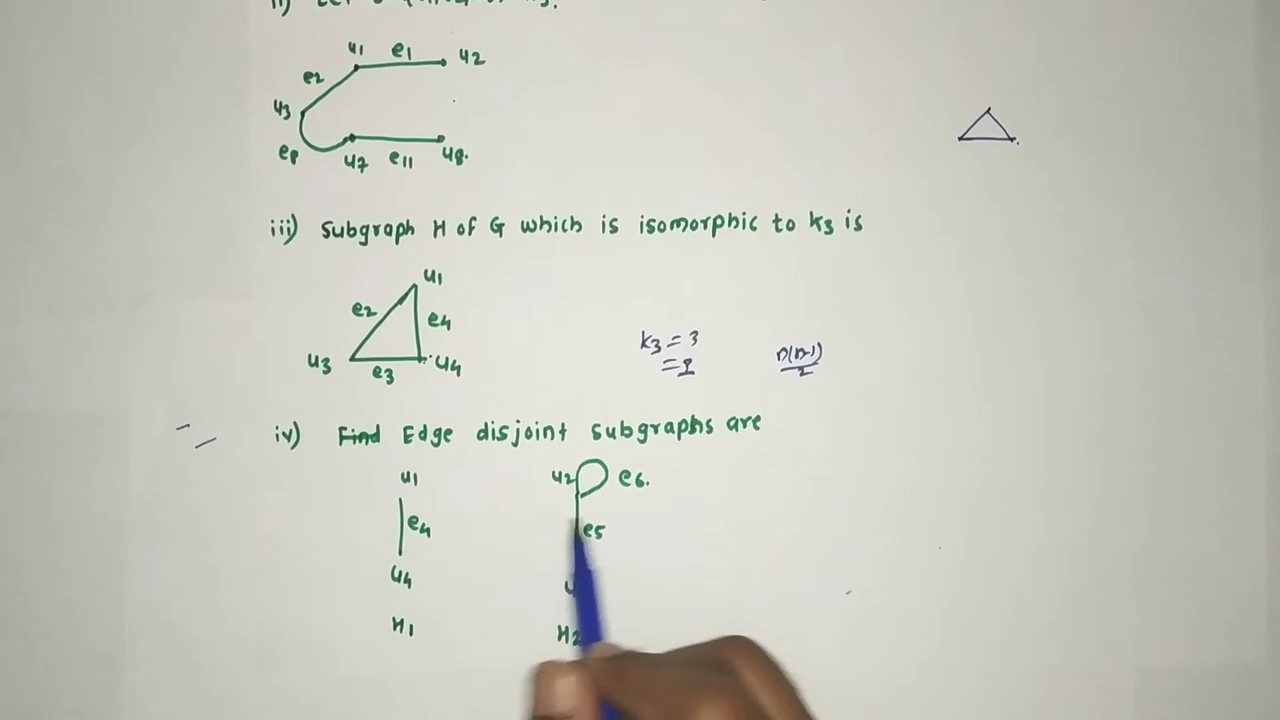 u1 e1 u2
e2
u3
e8 u7 e11 u8.
iii) Subgraph H of G which is isomorphic to k3 is
u1
e2 e4
u3 e3 u4
k3 = 3
=
n(n-1)
2
iv) Find Edge disjoint subgraphs are
u1 u2 e6.
e4 e5
u4
H1 H2